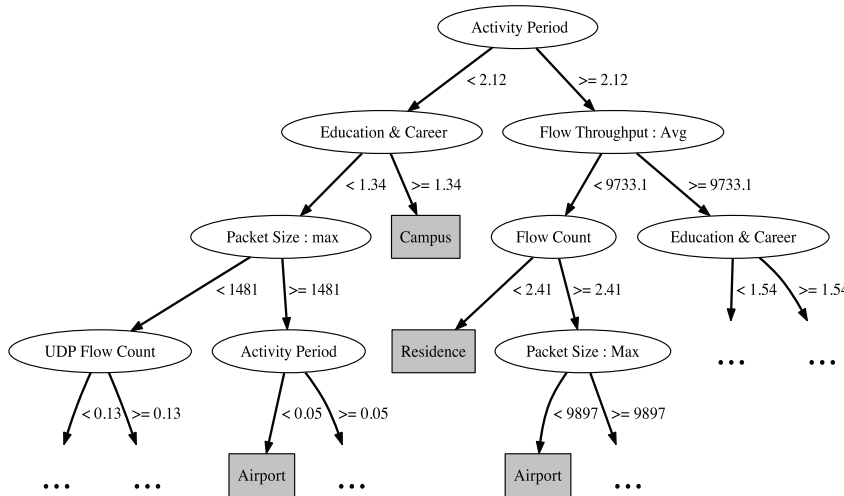 Activity Period
< 2.12
>= 2.12
Education & Career
Flow Throughput : Avg
< 1.34
>= 1.34
< 9733.1
>= 9733.1
Packet Size : max
Campus
Flow Count
Education & Career
< 1481
>= 1481
< 2.41
>= 2.41
< 1.54
>= 1.54
UDP Flow Count
Activity Period
Residence
Packet Size : Max
...
...
< 0.13
>= 0.13
< 0.05
>= 0.05
< 9897
>= 9897
...
...
Airport
...
Airport
...